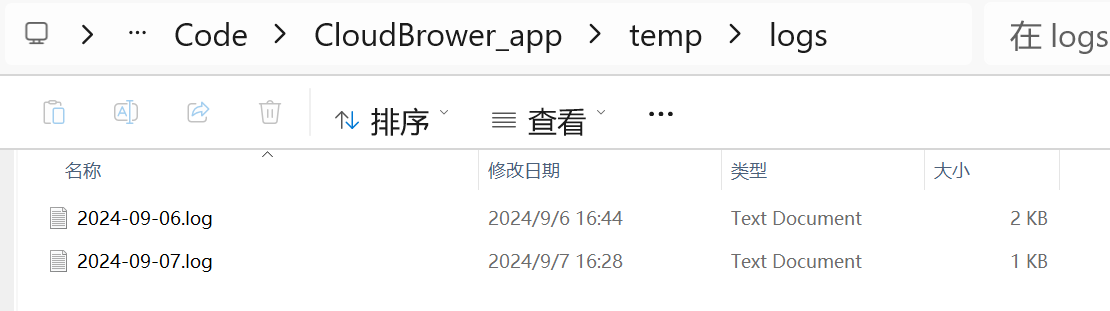 ··· Code CloudBrower_app temp logs 在 logs
排序 查看 ···
名称 修改日期 类型 大小
2024-09-06.log 2024/9/6 16:44 Text Document 2 KB
2024-09-07.log 2024/9/7 16:28 Text Document 1 KB